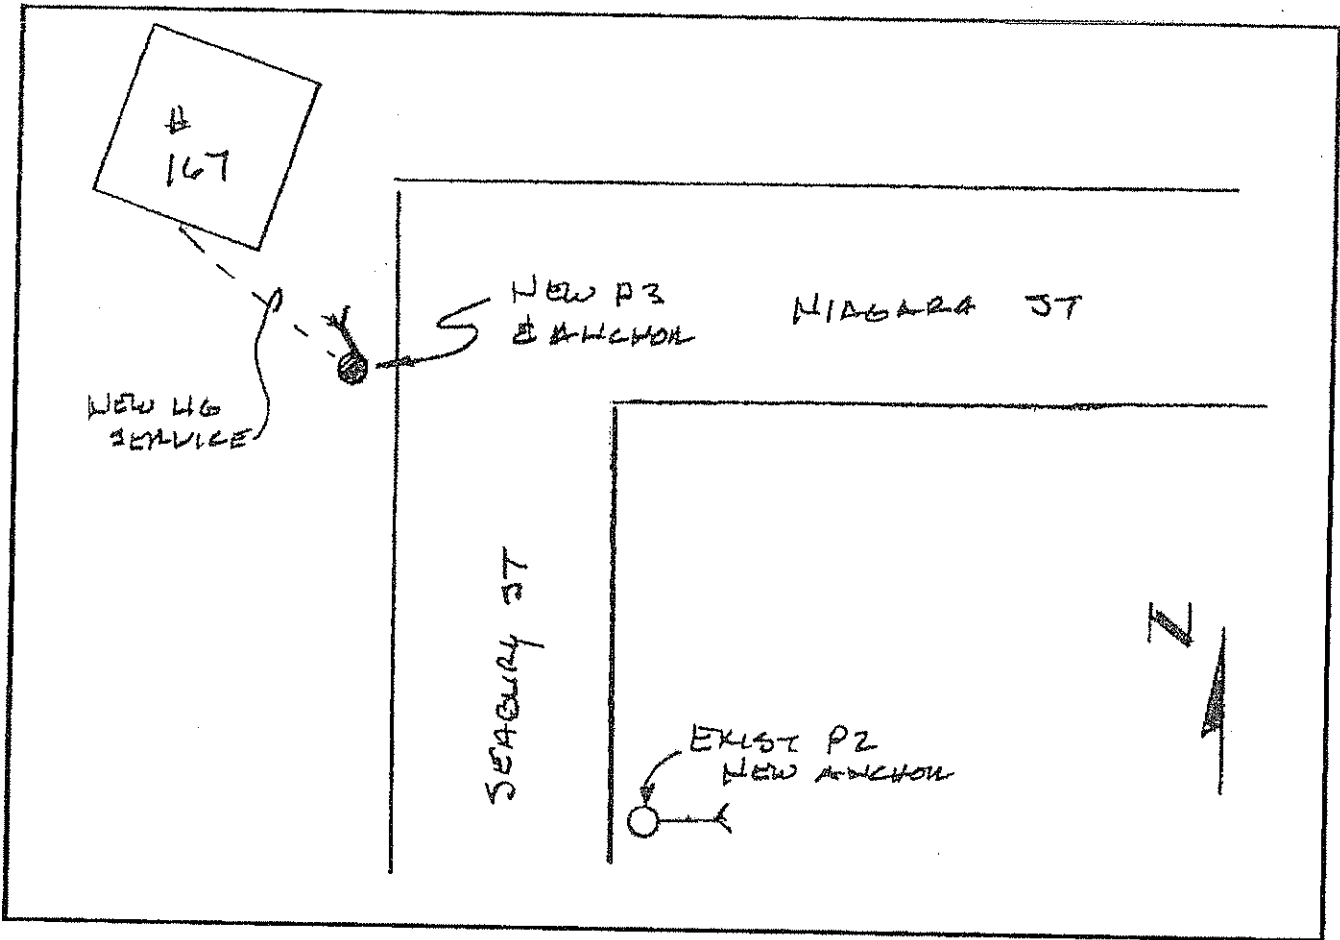 #
167
NEW P3
& ANCHOR
NIAGARA ST
NEW UG
SERVICE
SEABURY ST
N
EXIST P2
NEW ANCHOR